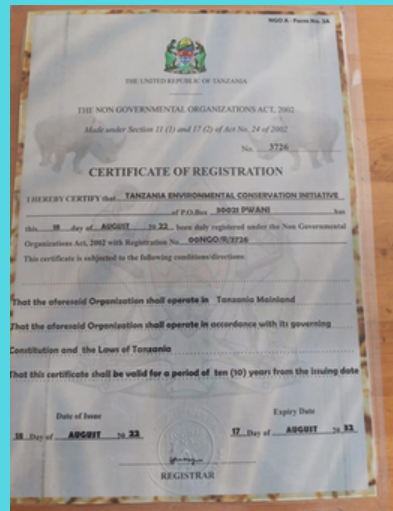 NGO A - Form No. 3A
THE UNITED REPUBLIC OF TANZANIA
THE NON GOVERNMENTAL ORGANIZATIONS ACT, 2002
Made under Section 11 (1) and 17 (2) of Act No. 24 of 2002
No. 3726
CERTIFICATE OF REGISTRATION
I HEREBY CERTIFY that TANZANIA ENVIRONMENTAL CONSERVATION INITIATIVE
of P.O.Box 30021 PWANI has
this 18 day of AUGUST 20 22 been duly registered under the Non Governmental
Organizations Act, 2002 with Registration No 00NGO/R/3726
This certificate is subjected to the following conditions/directions:
That the aforesaid Organization shall operate in Tanzania Mainland
That the aforesaid Organization shall operate in accordance with its governing
Constitution and the Laws of Tanzania
That this certificate shall be valid for a period of ten (10) years from the issuing date
Date of Issue Expiry Date
18 Day of AUGUST 20 22 17 Day of AUGUST 20 32
REGISTRAR